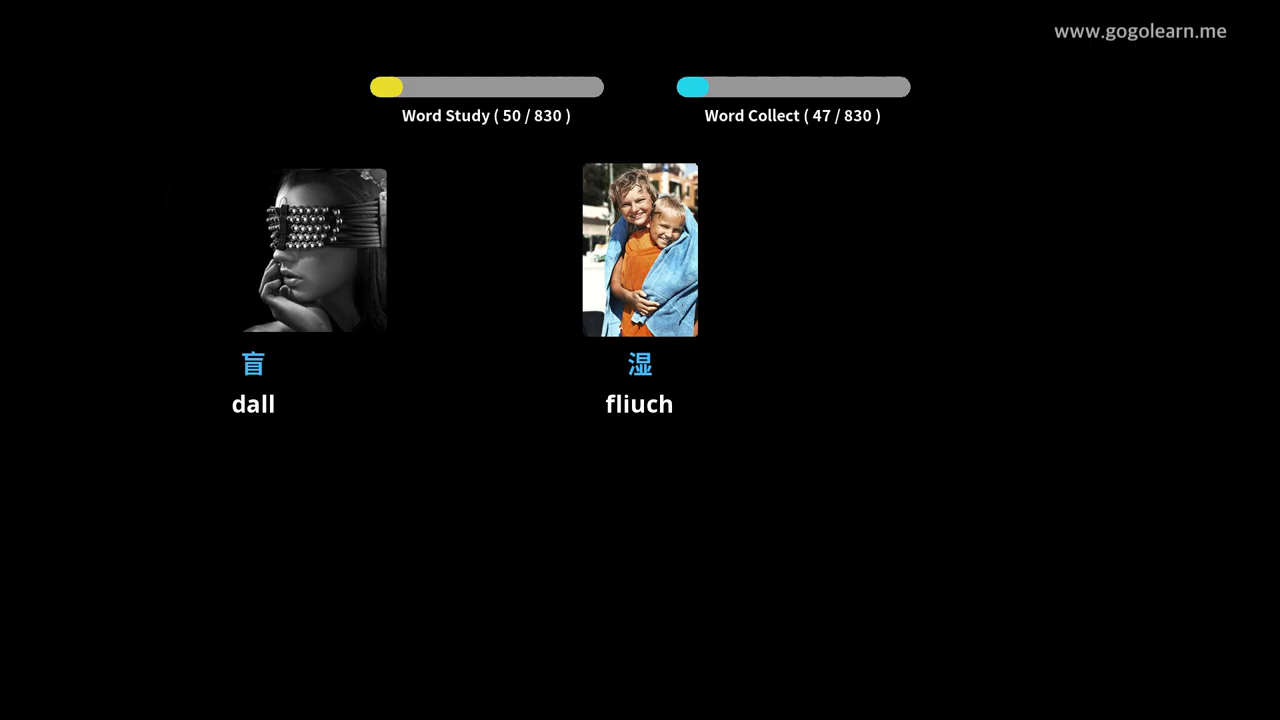 www.gogolearn.me
Word Study ( 50 / 830 )
Word Collect ( 47 / 830 )
盲
湿
dall
fliuch